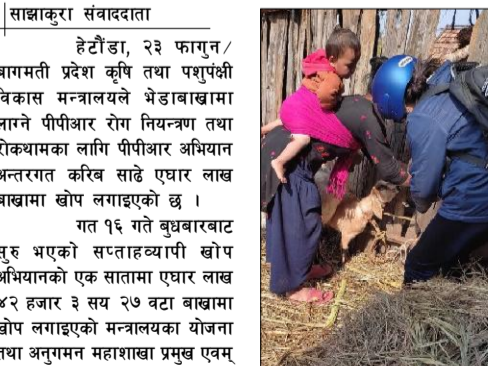 साझाकुरा संवाददाता
हेटौंडा, २३ फागुन/
बागमती प्रदेश कृषि तथा पशुपंक्षी
विकास मन्त्रालयले भेडाबाख्रामा
लाग्ने पीपीआर रोग नियन्त्रण तथा
रोकथामका लागि पीपीआर अभियान
अन्तरगत करिब साढे एघार लाख
बाख्रामा खोप लगाइएको छ ।
गत १६ गते बुधबारबाट
सुरु भएको सप्ताहव्यापी खोप
अभियानको एक सातामा एघार लाख
४२ हजार ३ सय २७ वटा बाख्रामा
खोप लगाइएको मन्त्रालयका योजना
तथा अनुगमन महाशाखा प्रमुख एवम्